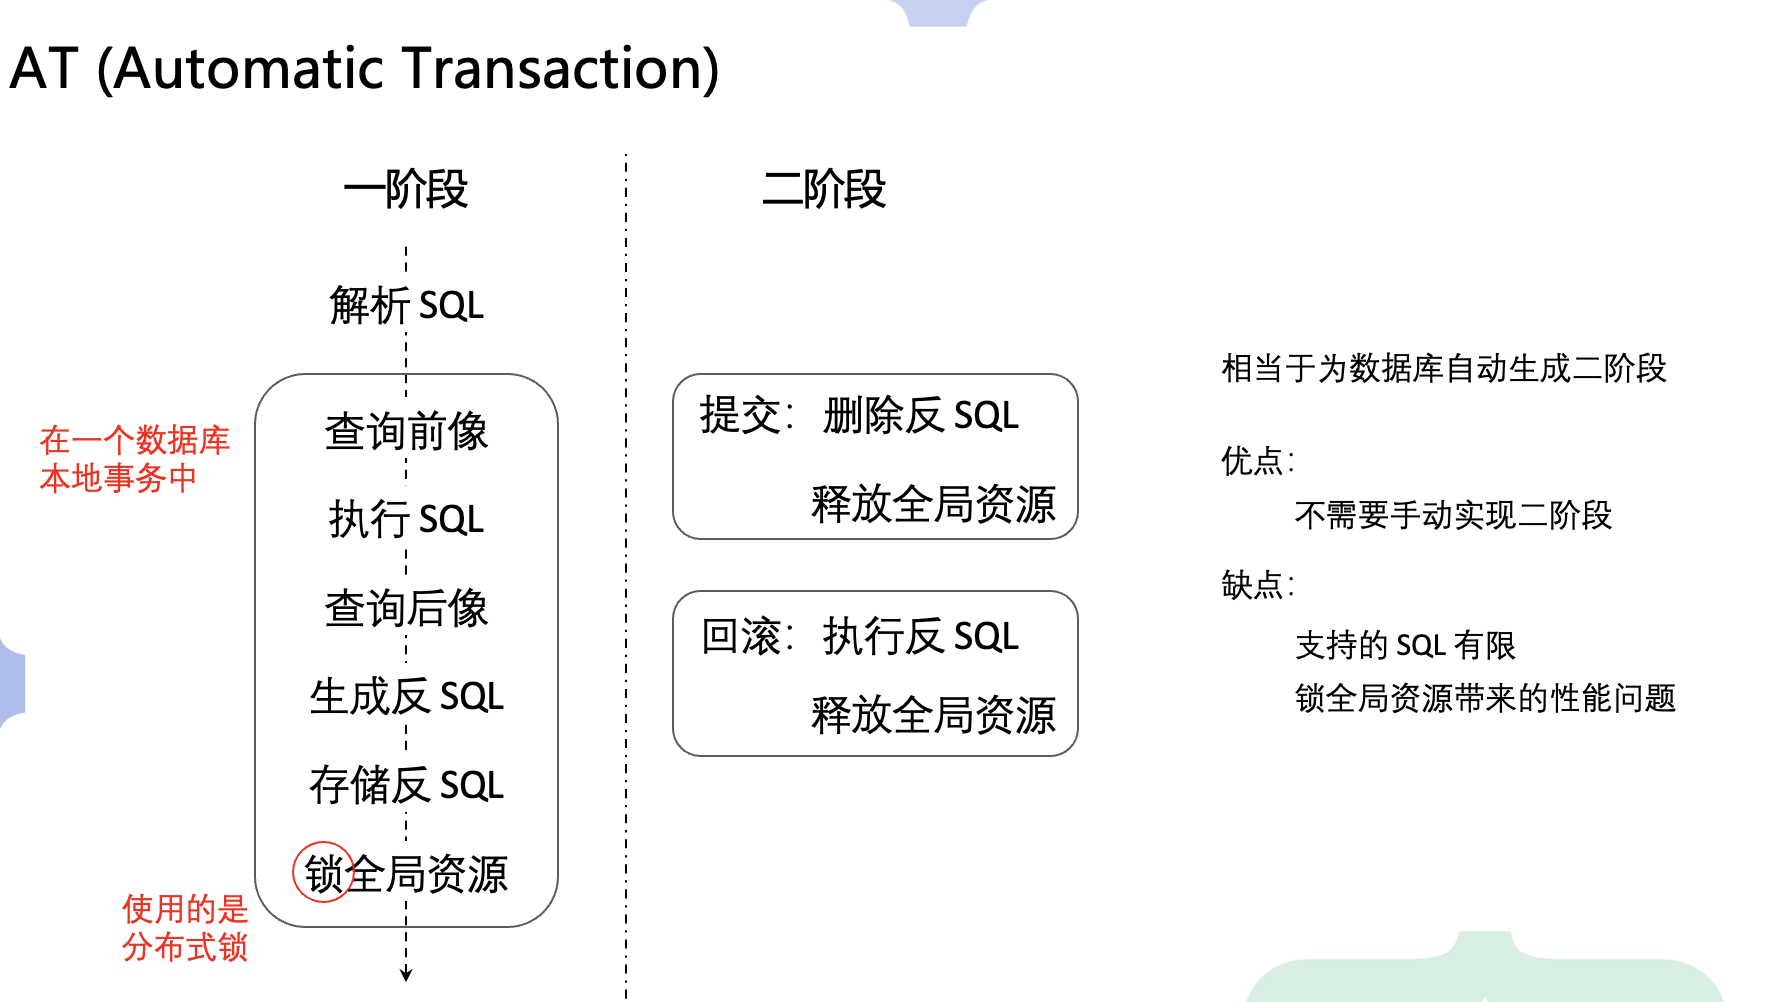 AT (Automatic Transaction)
一阶段
解析 SQL
在一个数据库
本地事务中
查询前像
执行 SQL
查询后像
生成反 SQL
存储反 SQL
锁全局资源
使用的是
分布式锁
二阶段
提交： 删除反 SQL
释放全局资源
回滚： 执行反 SQL
释放全局资源
相当于为数据库自动生成二阶段
优点：
不需要手动实现二阶段
缺点：
支持的 SQL 有限
锁全局资源带来的性能问题